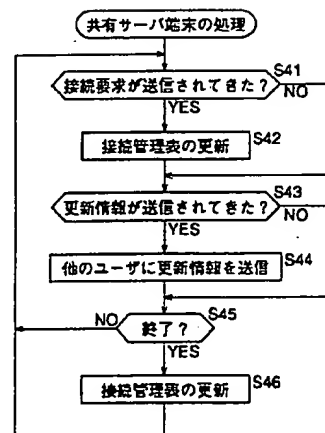 共有サーバ端末の処理
S41
接続要求が送信されてきた？
NO
YES
S42
接続管理表の更新
S43
更新情報が送信されてきた？
NO
YES
S44
他のユーザに更新情報を送信
S45
NO
終了？
YES
S46
接続管理表の更新